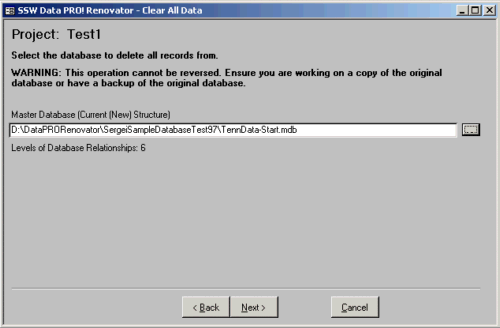 SSW Data PRO! Renovator - Clear All Data
Project: Test1
Select the database to delete all records from.
WARNING: This operation cannot be reversed. Ensure you are working on a copy of the original
database or have a backup of the original database.
Master Database (Current (New) Structure)
D:\DataPRORenovator\SergeiSampleDatabaseTest97\TennData-Start.mdb
...
Levels of Database Relationships: 6
< Back
Next >
Cancel